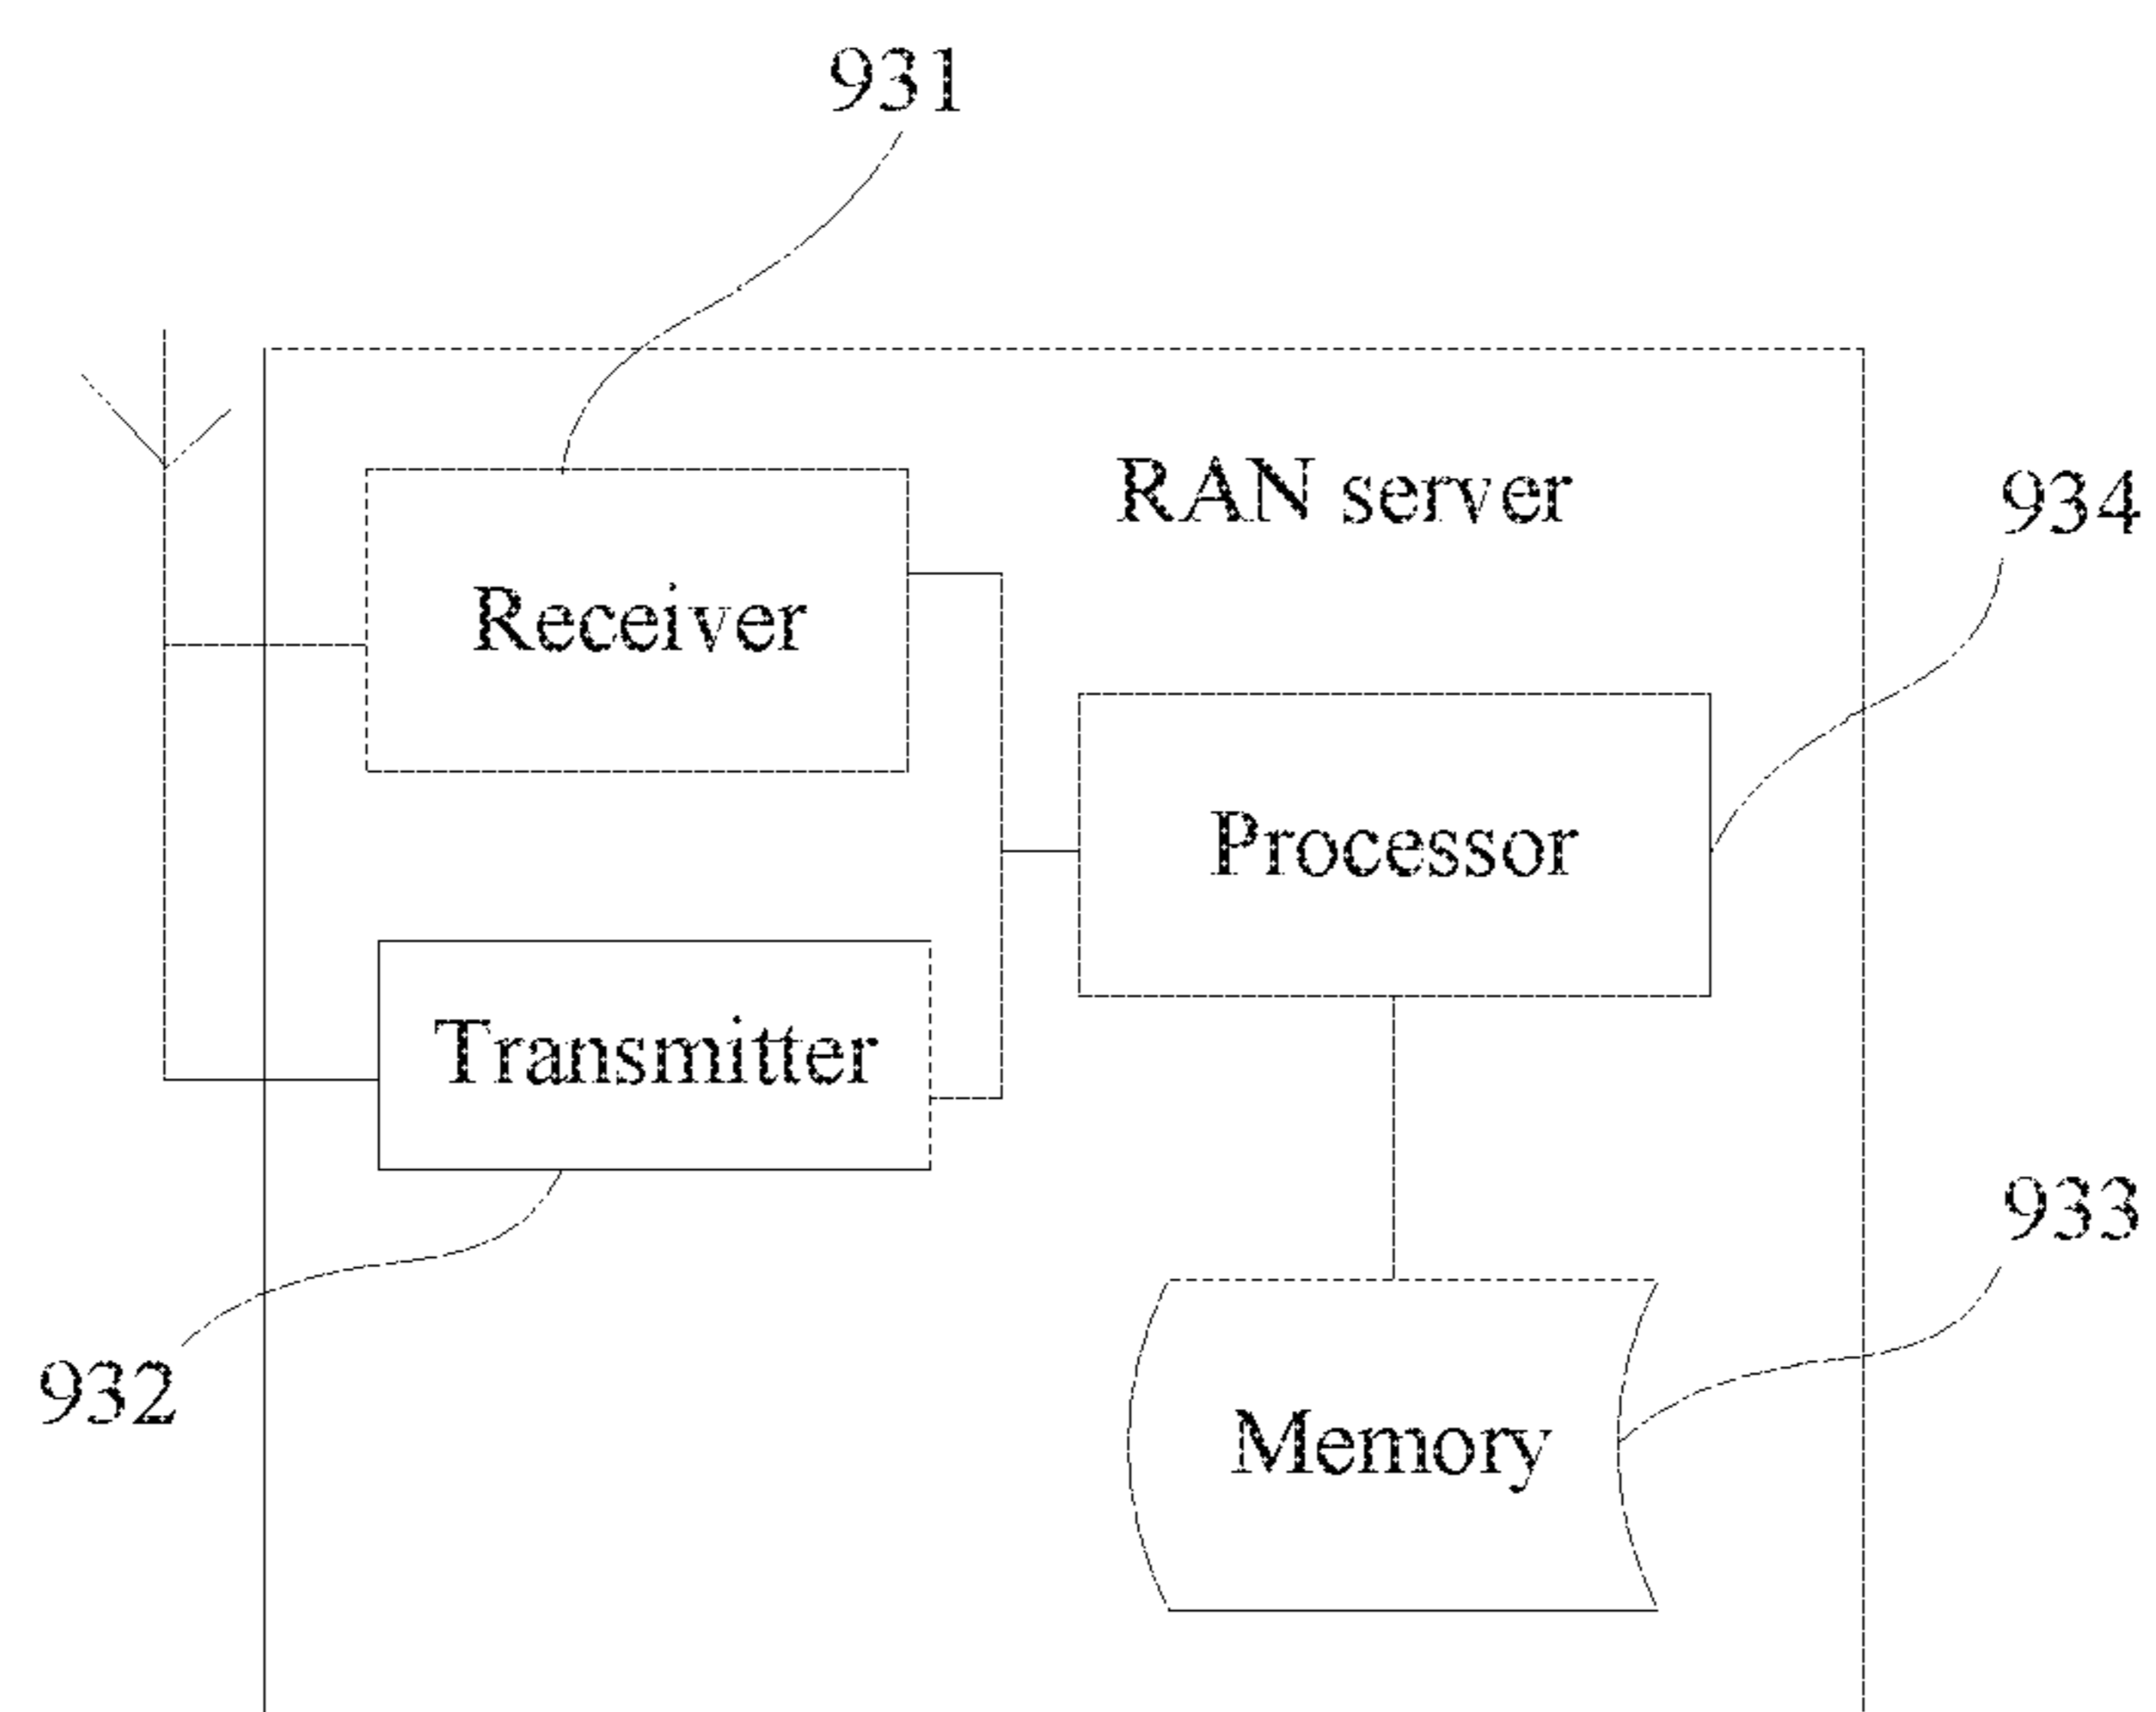 931
RAN server
934
Receiver
Processor
Transmitter
933
932
Memory